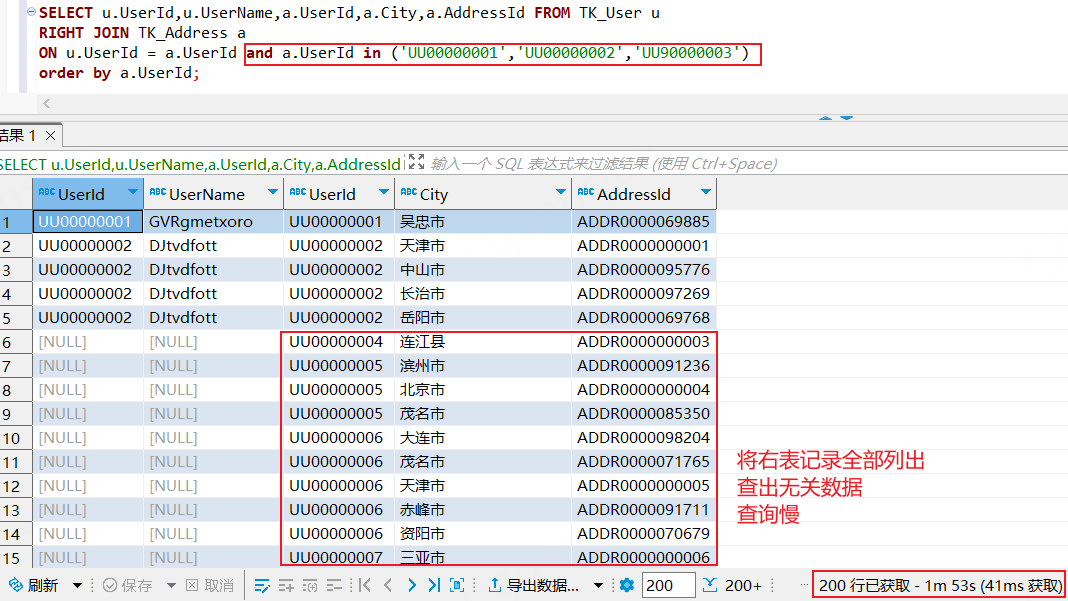 SELECT u.UserId,u.UserName,a.UserId,a.City,a.AddressId FROM TK_User u
RIGHT JOIN TK_Address a
ON u.UserId = a.UserId and a.UserId in ('UU00000001','UU00000002','UU90000003')
order by a.UserId;
结果 1
SELECT u.UserId,u.UserName,a.UserId,a.City,a.AddressId 输入一个 SQL 表达式来过滤结果 (使用 Ctrl+Space)
ABC UserId ABC UserName ABC UserId ABC City ABC AddressId
1 UU00000001 GVRgmetxoro UU00000001 吴忠市 ADDR0000069885
2 UU00000002 DJtvdfott UU00000002 天津市 ADDR0000000001
3 UU00000002 DJtvdfott UU00000002 中山市 ADDR0000095776
4 UU00000002 DJtvdfott UU00000002 长治市 ADDR0000097269
5 UU00000002 DJtvdfott UU00000002 岳阳市 ADDR0000069768
6 [NULL] [NULL] UU00000004 连江县 ADDR0000000003
7 [NULL] [NULL] UU00000005 滨州市 ADDR0000091236
8 [NULL] [NULL] UU00000005 北京市 ADDR0000000004
9 [NULL] [NULL] UU00000005 茂名市 ADDR0000085350
10 [NULL] [NULL] UU00000006 大连市 ADDR0000098204
11 [NULL] [NULL] UU00000006 茂名市 ADDR0000071765
12 [NULL] [NULL] UU00000006 天津市 ADDR0000000005
13 [NULL] [NULL] UU00000006 赤峰市 ADDR0000091711
14 [NULL] [NULL] UU00000006 资阳市 ADDR0000070679
15 [NULL] [NULL] UU00000007 三亚市 ADDR0000000006
将右表记录全部列出
查出无关数据
查询慢
刷新 保存 取消 导出数据... 200 200+ 200 行已获取 - 1m 53s (41ms 获取)